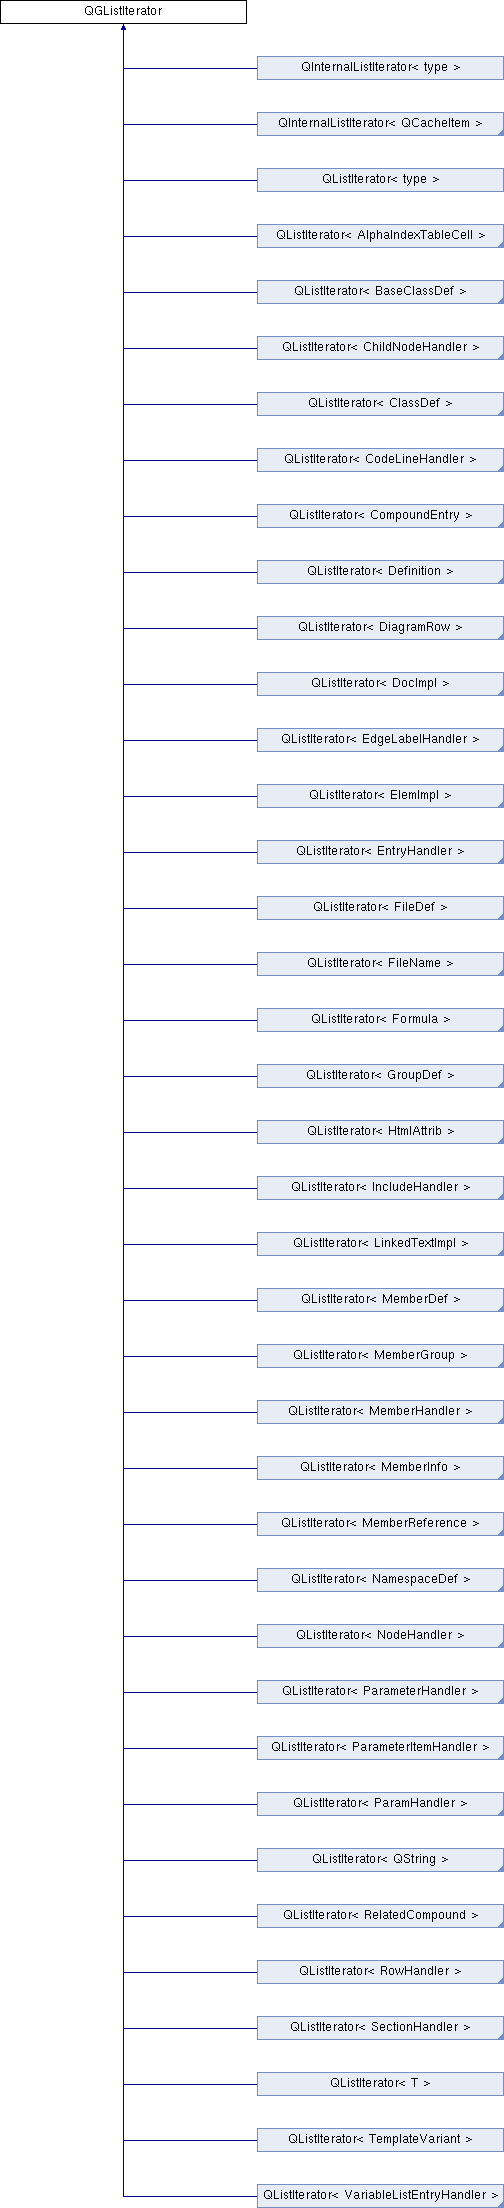 QGListIterator
QInternalListIterator< type >
QInternalListIterator< QCacheItem >
QListIterator< type >
QListIterator< AlphaIndexTableCell >
QListIterator< BaseClassDef >
QListIterator< ChildNodeHandler >
QListIterator< ClassDef >
QListIterator< CodeLineHandler >
QListIterator< CompoundEntry >
QListIterator< Definition >
QListIterator< DiagramRow >
QListIterator< DocImpl >
QListIterator< EdgeLabelHandler >
QListIterator< ElemImpl >
QListIterator< EntryHandler >
QListIterator< FileDef >
QListIterator< FileName >
QListIterator< Formula >
QListIterator< GroupDef >
QListIterator< HtmlAttrib >
QListIterator< IncludeHandler >
QListIterator< LinkedTextImpl >
QListIterator< MemberDef >
QListIterator< MemberGroup >
QListIterator< MemberHandler >
QListIterator< MemberInfo >
QListIterator< MemberReference >
QListIterator< NamespaceDef >
QListIterator< NodeHandler >
QListIterator< ParameterHandler >
QListIterator< ParameterItemHandler >
QListIterator< ParamHandler >
QListIterator< QString >
QListIterator< RelatedCompound >
QListIterator< RowHandler >
QListIterator< SectionHandler >
QListIterator< T >
QListIterator< TemplateVariant >
QListIterator< VariableListEntryHandler >